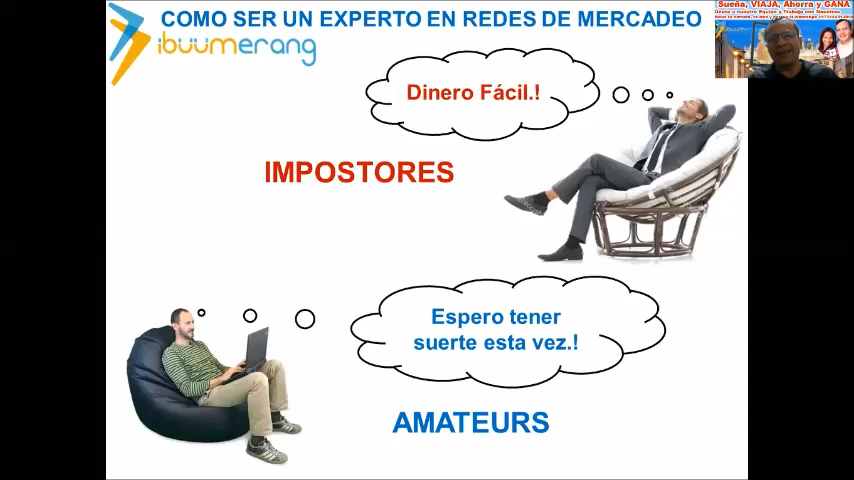 COMO SER UN EXPERTO EN REDES DE MERCADEO
ibüümerang
Sueña, VIAJA, Ahorra y GANA
Dinero Fácil.!
IMPOSTORES
Espero tener
suerte esta vez.!
AMATEURS